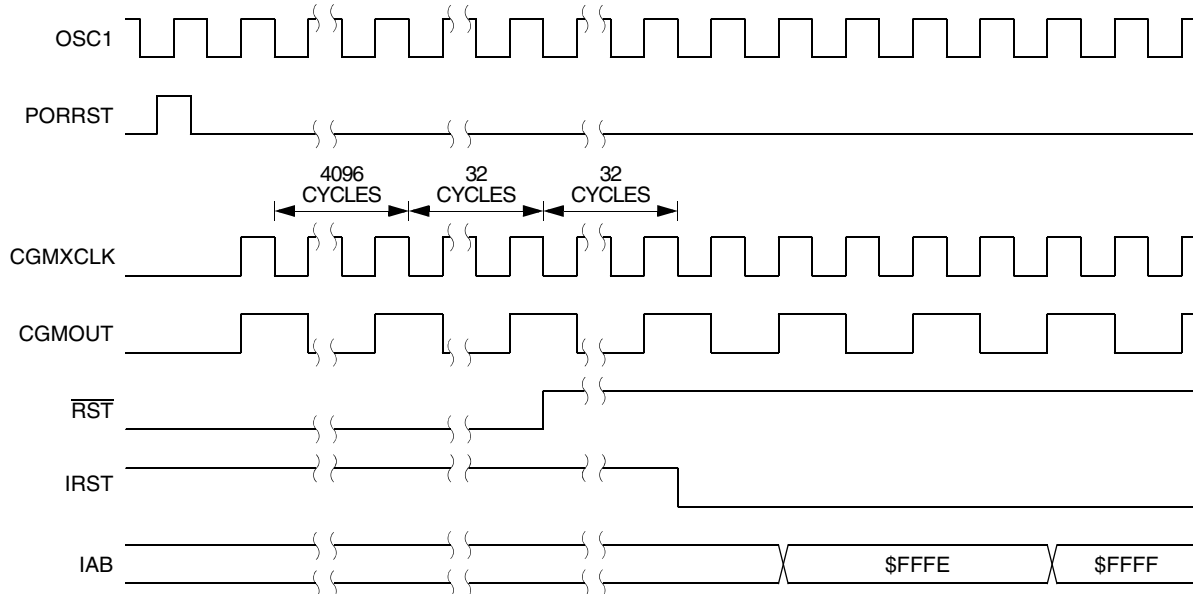 OSC1
PORRST
4096
CYCLES
32
CYCLES
32
CYCLES
CGMXCLK
CGMOUT
RST
IRST
IAB
$FFFE
$FFFF